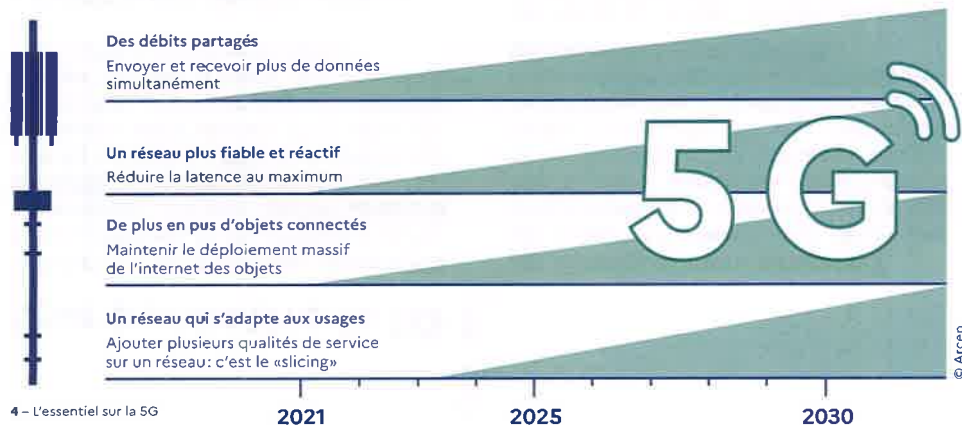 Des débits partagés
Envoyer et recevoir plus de données
simultanément
Un réseau plus fiable et réactif
Réduire la latence au maximum
De plus en pus d'objets connectés
Maintenir le déploiement massif
de l'internet des objets
Un réseau qui s'adapte aux usages
Ajouter plusieurs qualités de service
sur un réseau: c'est le «slicing»
5G
© Arcep
2021 2025 2030
4 – L'essentiel sur la 5G